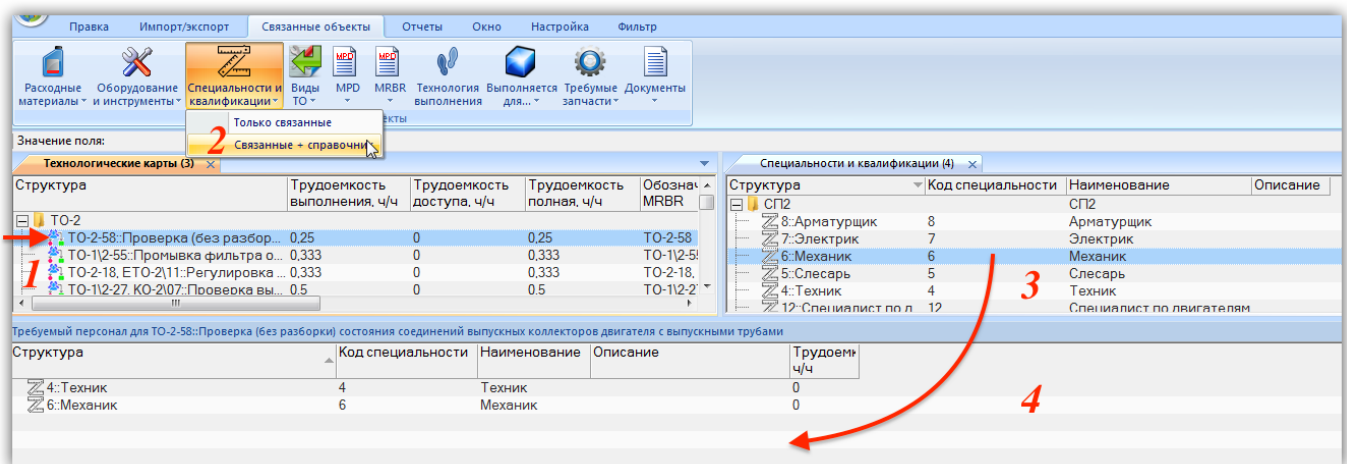 Правка Импорт/экспорт Связанные объекты Отчеты Окно Настройка Фильтр
Расходные материалы Оборудование и инструменты Специальности и квалификации Виды ТО MPD MRBR Технология выполнения Выполняется для... Требуемые запчасти Документы
Только связанные
2 Связанные + справочник
Значение поля:
Технологические карты (3) Специальности и квалификации (4)
Структура Трудоемкость выполнения, ч/ч Трудоемкость доступа, ч/ч Трудоемкость полная, ч/ч MRBR
ТО-2
ТО-2-58::Проверка (без разбор... 0,25 0 0,25 ТО-2-58
ТО-1\2-55::Промывка фильтра о... 0,333 0 0,333
ТО-2-18, ЕТО-2\11::Регулировка ... 0,333 0 0,333 ТО-2-18,
ТО-1\2-27, КО-2\07::Проверка вы... 0.5 0 0.5
1
Структура Код специальности Наименование Описание
СП2 СП2
8::Арматурщик 8 Арматурщик
7::Электрик 7 Электрик
6::Механик 6 Механик
5::Слесарь 5 Слесарь
4::Техник 4 Техник
12::Специалист по д 12 Специалист по двигателям
3
Требуемый персонал для ТО-2-58::Проверка (без разборки) состояния соединений выпускных коллекторов двигателя с выпускными трубами
Структура Код специальности Наименование Описание ч/ч
4::Техник 4 Техник 0
6::Механик 6 Механик 0
4